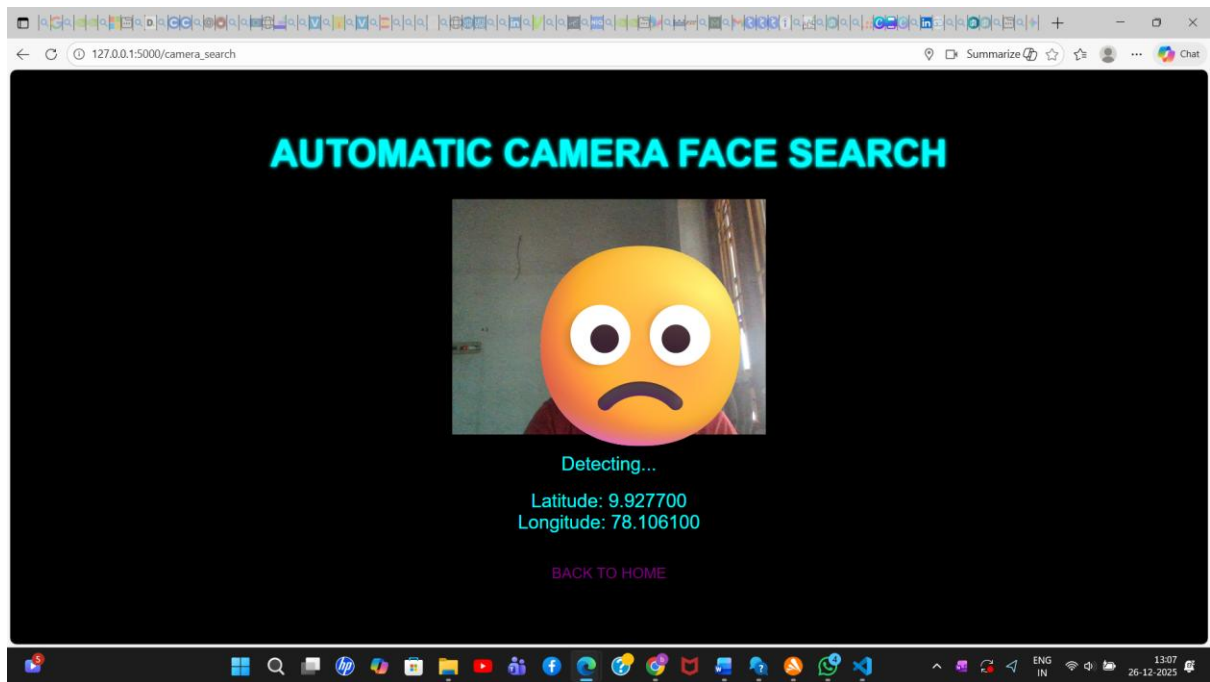 127.0.0.1:5000/camera_search
Summarize
Chat
AUTOMATIC CAMERA FACE SEARCH
Detecting...
Latitude: 9.927700
Longitude: 78.106100
BACK TO HOME
ENG
IN
13:07
26-12-2025